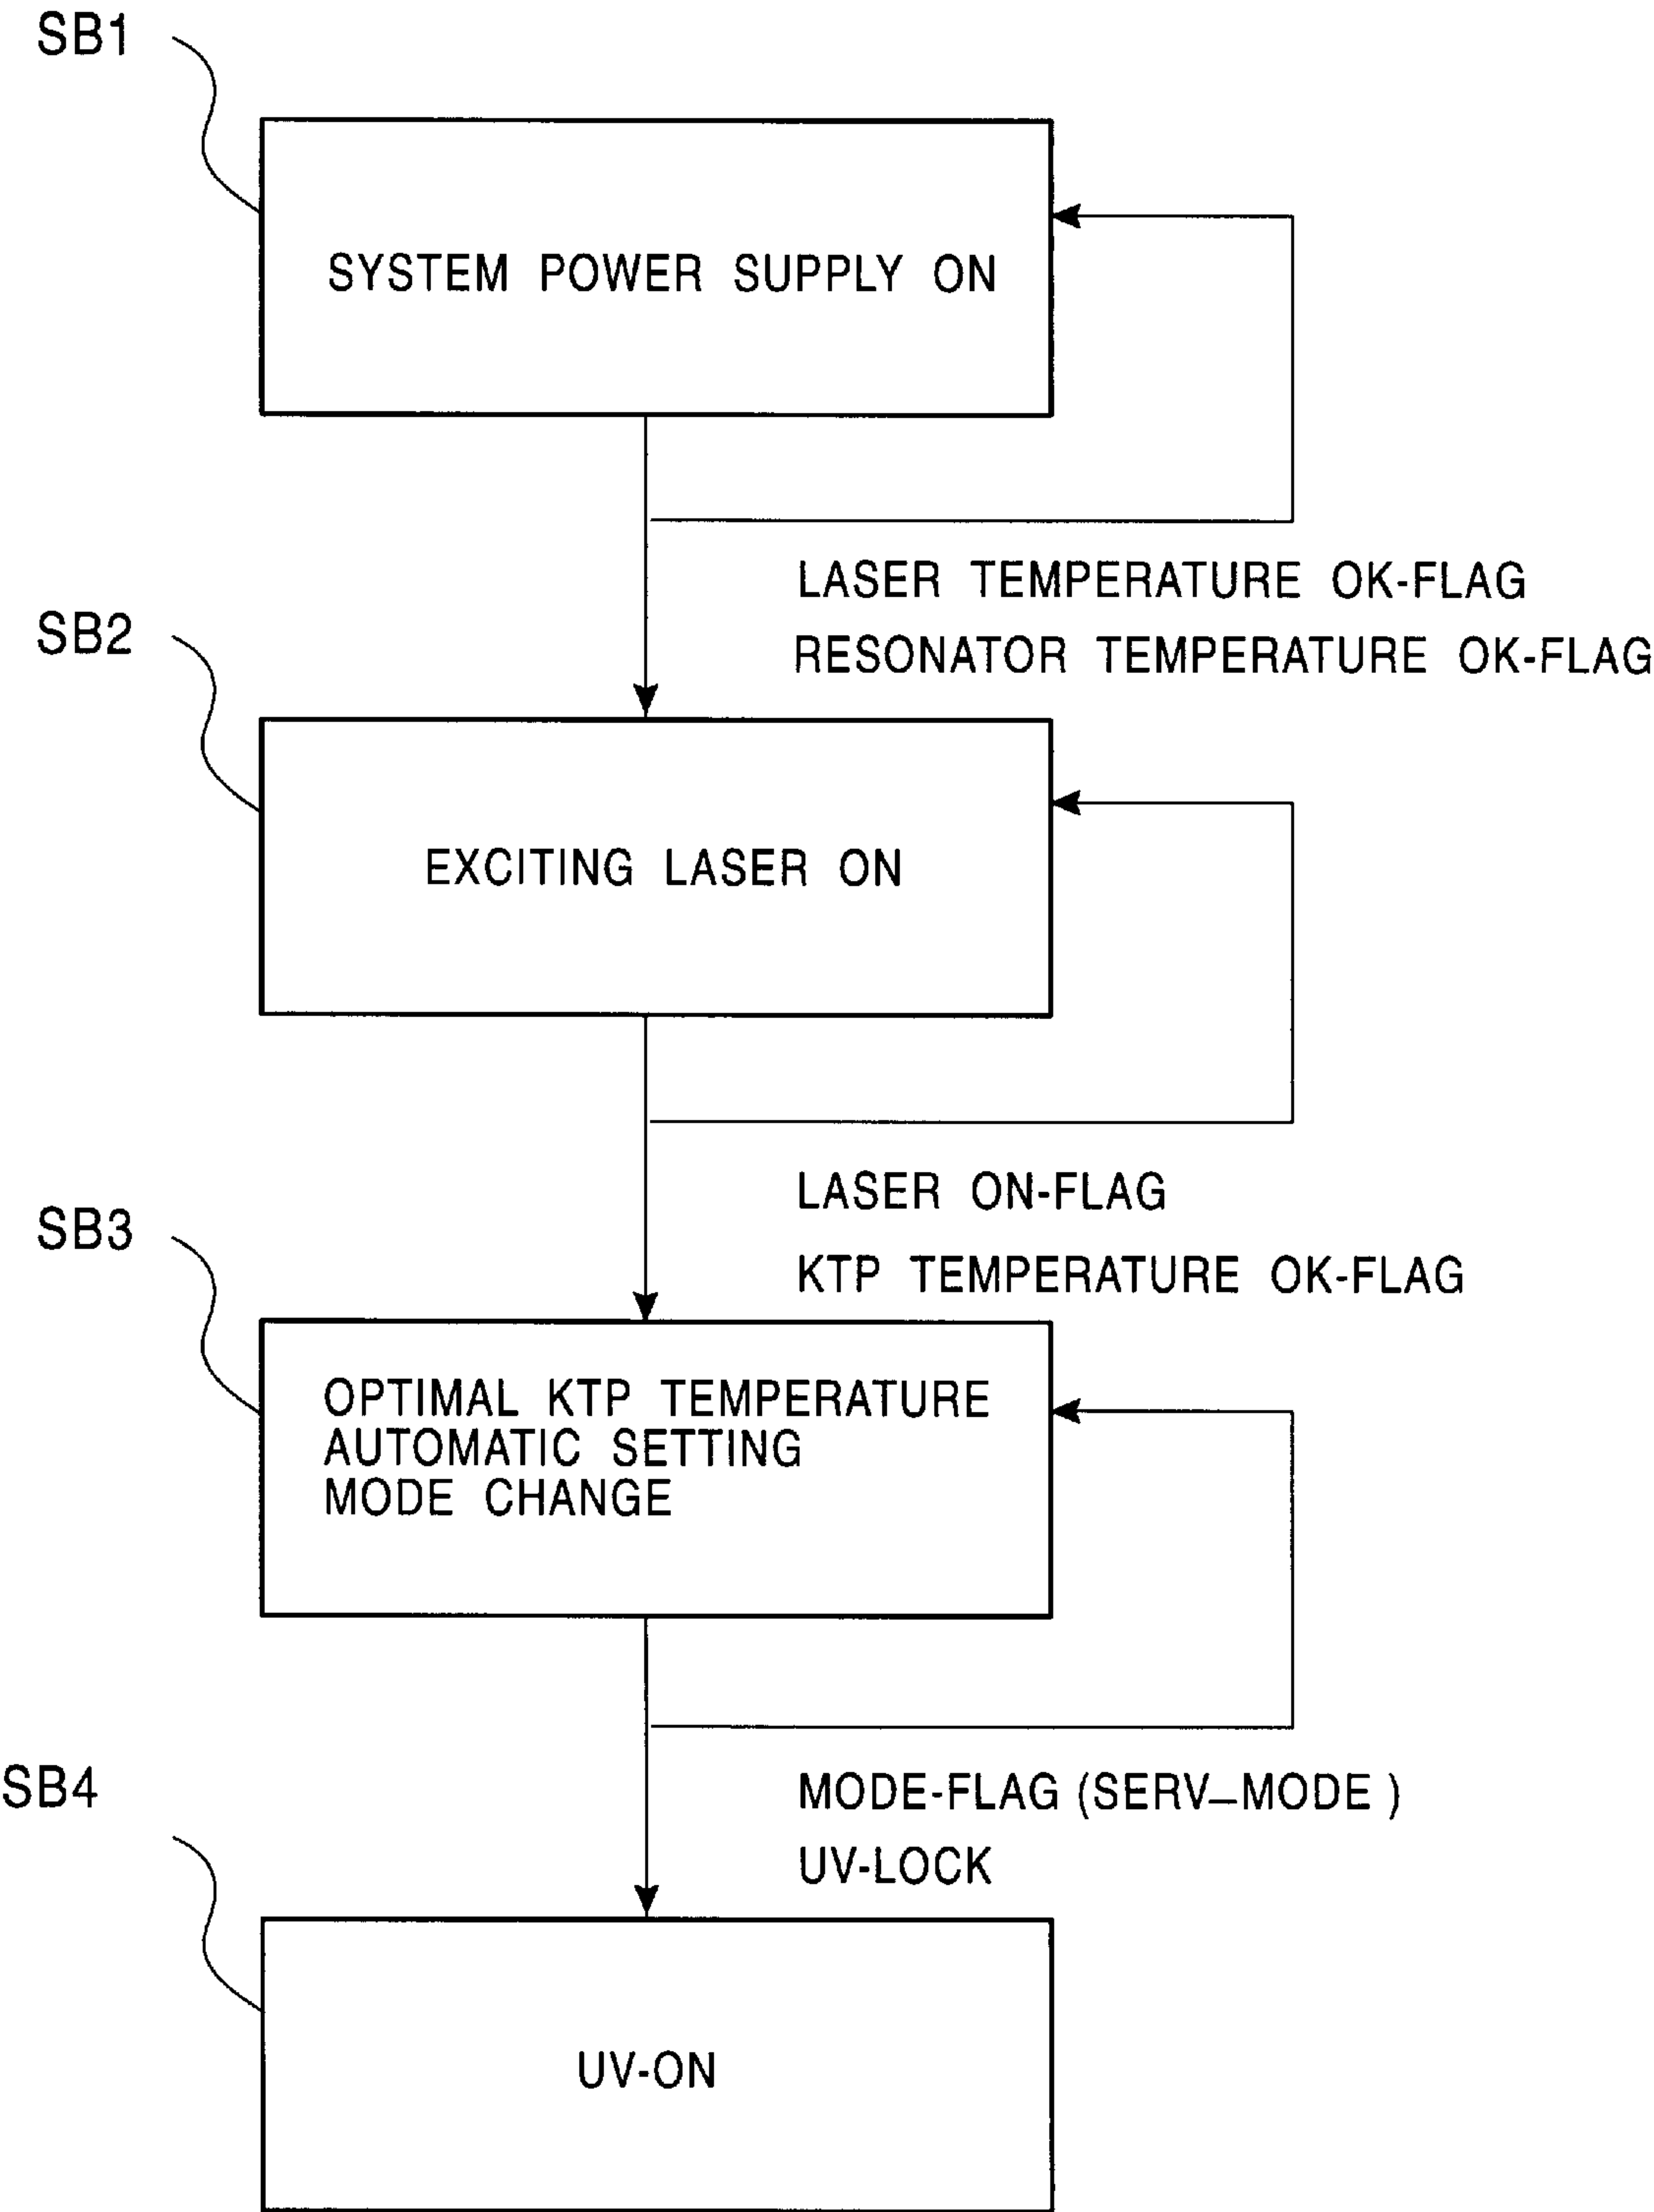 SB1
SYSTEM POWER SUPPLY ON
LASER TEMPERATURE OK-FLAG
RESONATOR TEMPERATURE OK-FLAG
SB2
EXCITING LASER ON
LASER ON-FLAG
KTP TEMPERATURE OK-FLAG
SB3
OPTIMAL KTP TEMPERATURE
AUTOMATIC SETTING
MODE CHANGE
MODE-FLAG (SERV–MODE )
UV-LOCK
SB4
UV-ON